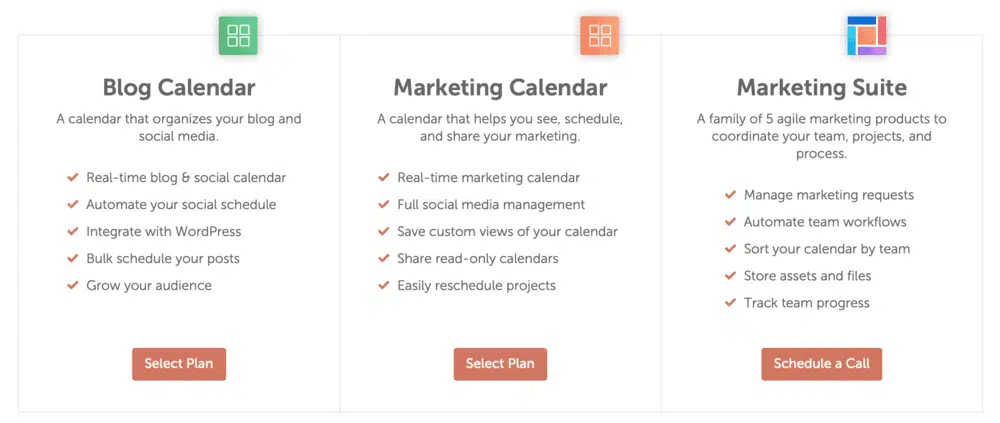 Blog Calendar
A calendar that organizes your blog and
social media.
Real-time blog & social calendar
Automate your social schedule
Integrate with WordPress
Bulk schedule your posts
Grow your audience
Select Plan
Marketing Calendar
A calendar that helps you see, schedule,
and share your marketing.
Real-time marketing calendar
Full social media management
Save custom views of your calendar
Share read-only calendars
Easily reschedule projects
Select Plan
Marketing Suite
A family of 5 agile marketing products to
coordinate your team, projects, and
process.
Manage marketing requests
Automate team workflows
Sort your calendar by team
Store assets and files
Track team progress
Schedule a Call